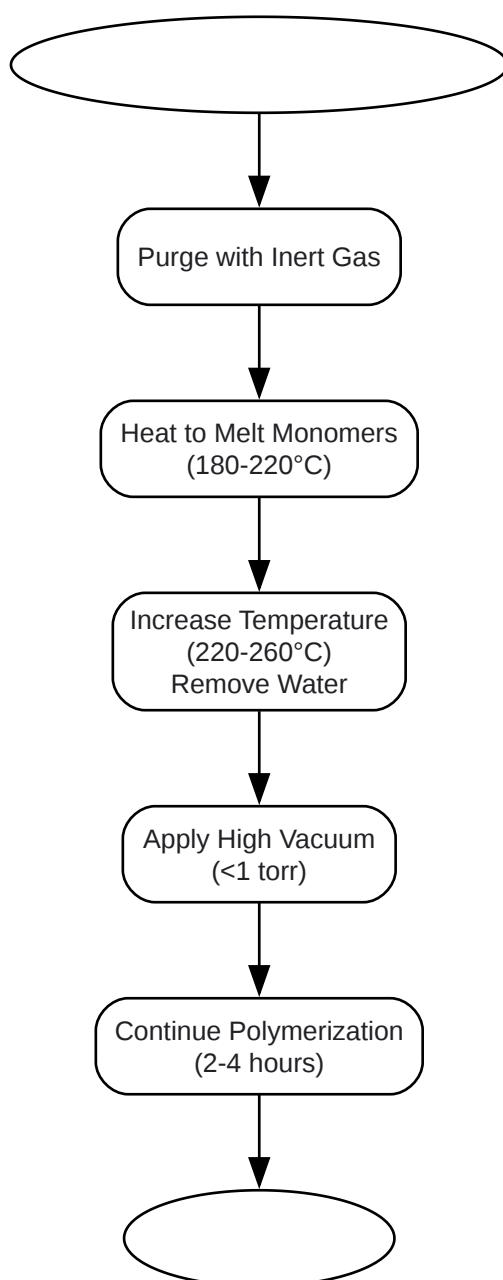 Purge with Inert Gas
Heat to Melt Monomers
(180-220°C)
Increase Temperature
(220-260°C)
Remove Water
Apply High Vacuum
(<1 torr)
Continue Polymerization
(2-4 hours)